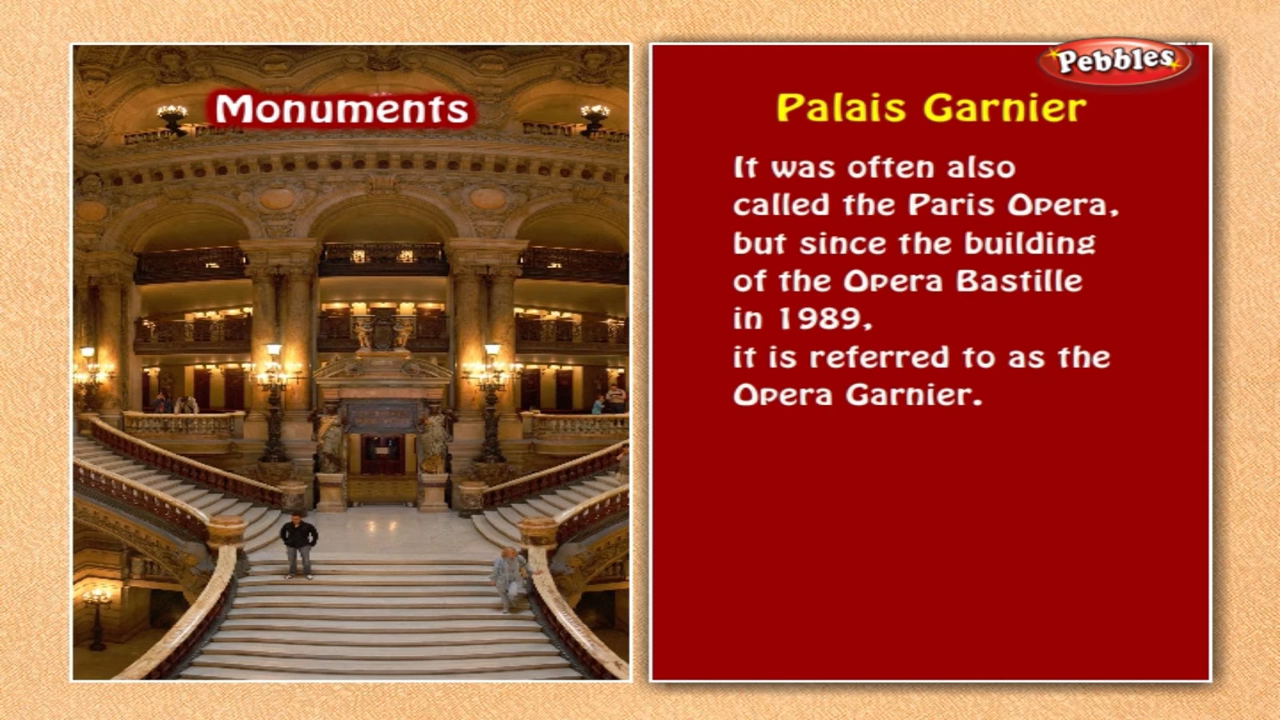 Monuments
Pebbles
Palais Garnier
It was often also
called the Paris Opera,
but since the building
of the Opera Bastille
in 1989,
it is referred to as the
Opera Garnier.